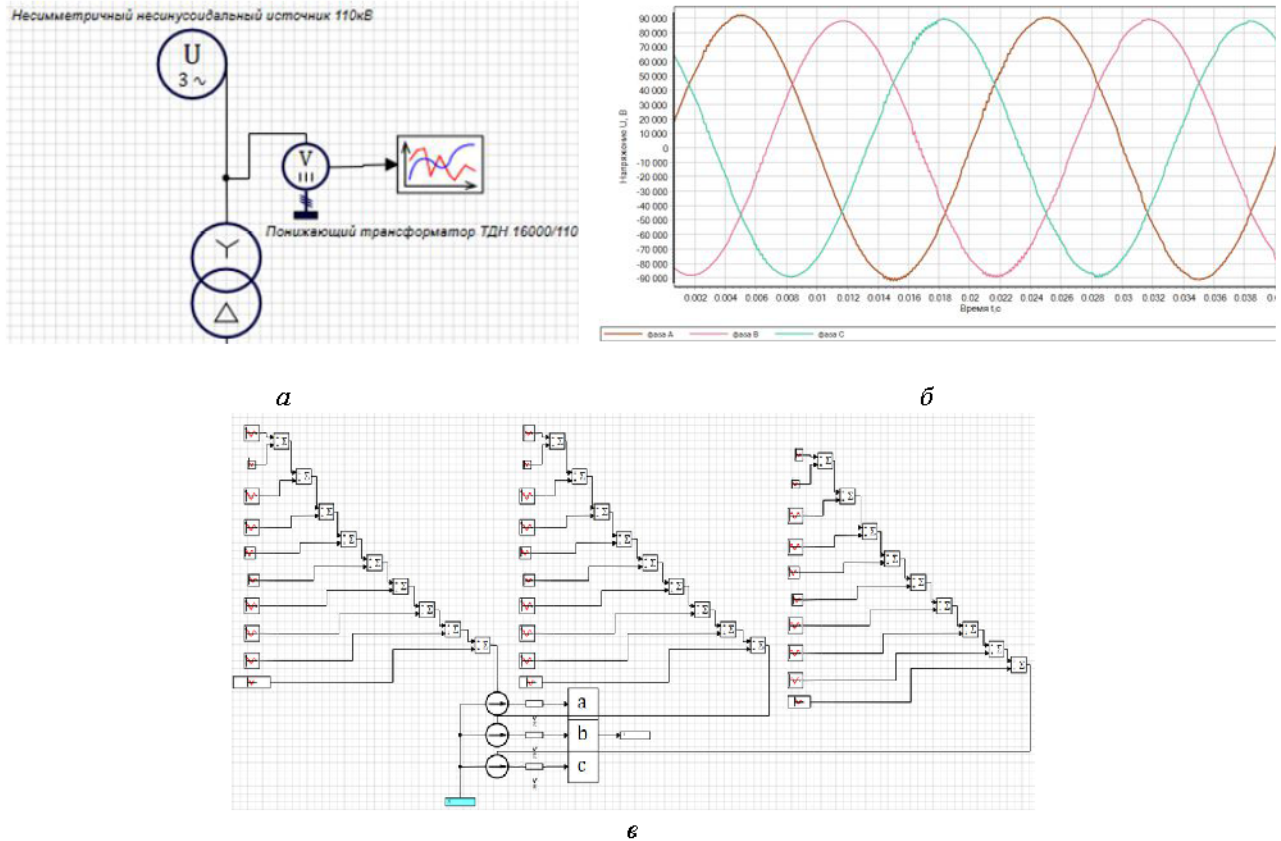 Несимметричный несинусоидальный источник 110кВ
U
3 ~
V
Понижающий трансформатор ТДН 16000/110
а
90 000
80 000
70 000
60 000
50 000
40 000
30 000
20 000
10 000
0
-10 000
-20 000
-30 000
-40 000
-50 000
-60 000
-70 000
-80 000
-90 000
Напряжение U, В
0.002 0.004 0.006 0.008 0.01 0.012 0.014 0.016 0.018 0.02 0.022 0.024 0.026 0.028 0.03 0.032 0.034 0.036 0.038
Время t,с
фаза А фаза В фаза С
б
a
b
c
в